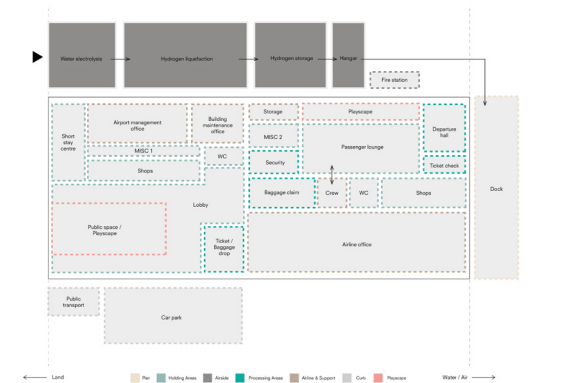 Water electrolysis
Hydrogen liquefaction
Hydrogen storage
Hangar
Fire station
Short
stay
centre
Airport management
office
Building
maintenance
office
Storage
Playscape
Departure
hall
MISC 1
MISC 2
Passenger lounge
WC
Shops
Security
Ticket check
Baggage claim
Crew
WC
Shops
Dock
Lobby
Public space /
Playscape
Ticket /
Baggage
drop
Airline office
Public
transport
Car park
Land
Pier
Holding Areas
Airside
Processing Areas
Airline & Support
Curb
Playscape
Water / Air